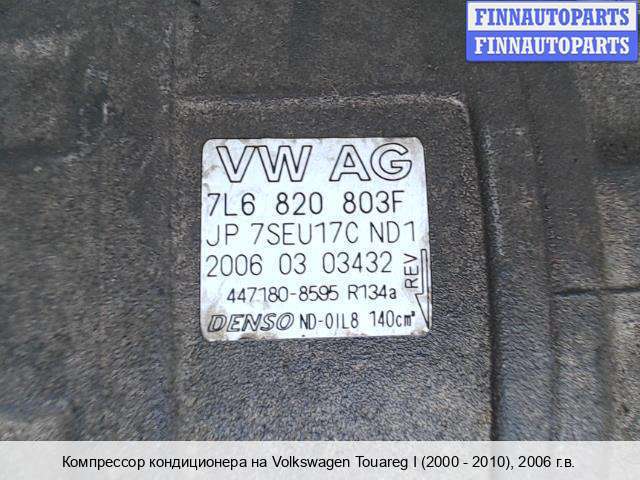 FINNAUTOPARTS
FINNAUTOPARTS
VW AG
7L6 820 803F
JP 7SEU17C ND1
2006 03 03432
REV
447180-8595 R134a
DENSO ND-OIL8 140cm³
Компрессор кондиционера на Volkswagen Touareg I (2000 - 2010), 2006 г.в.